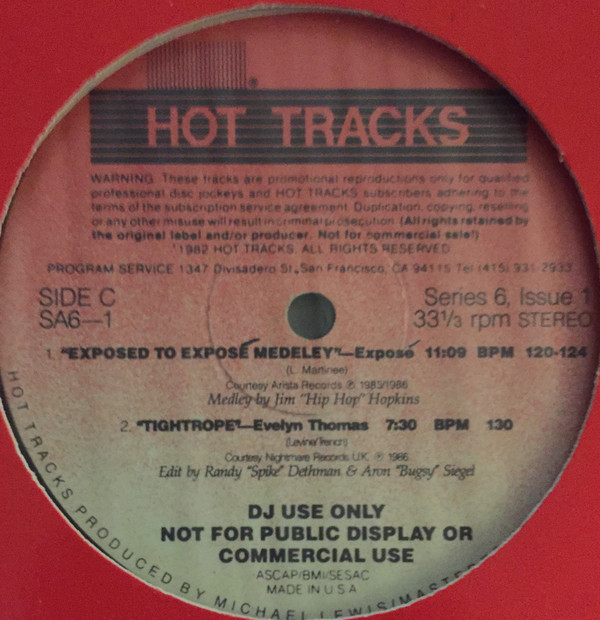 HOT TRACKS
WARNING: These tracks are promotional reproductions only for qualified
professional disc jockeys and HOT TRACKS subscribers adhering to the
terms of the subscription service agreement. Duplication, copying, reselling
or any other misuse will result in criminal prosecution. (All rights retained by
the original label and/or producer. Not for commercial sale!)
©1982 HOT TRACKS. ALL RIGHTS RESERVED
PROGRAM SERVICE 1347 Divisadero St., San Francisco, CA 94115 Tel (415) 931-2933
SIDE C
SA6—1
Series 6, Issue 1
33⅓ rpm STEREO
1. "EXPOSED TO EXPOSÉ MEDELEY"—Exposé 11:09 BPM 120-124
(L. Martinee)
Courtesy Arista Records ℗ 1985/1986
Medley by Jim "Hip Hop" Hopkins
2. "TIGHTROPE"—Evelyn Thomas 7:30 BPM 130
(Levine/Trench)
Courtesy Nightmare Records U.K. ℗ 1986
Edit by Randy "Spike" Dethman & Aron "Bugsy" Siegel
DJ USE ONLY
NOT FOR PUBLIC DISPLAY OR
COMMERCIAL USE
ASCAP/BMI/SESAC
MADE IN U S A
HOT TRACKS PRODUCED BY MICHAEL LEWIS/